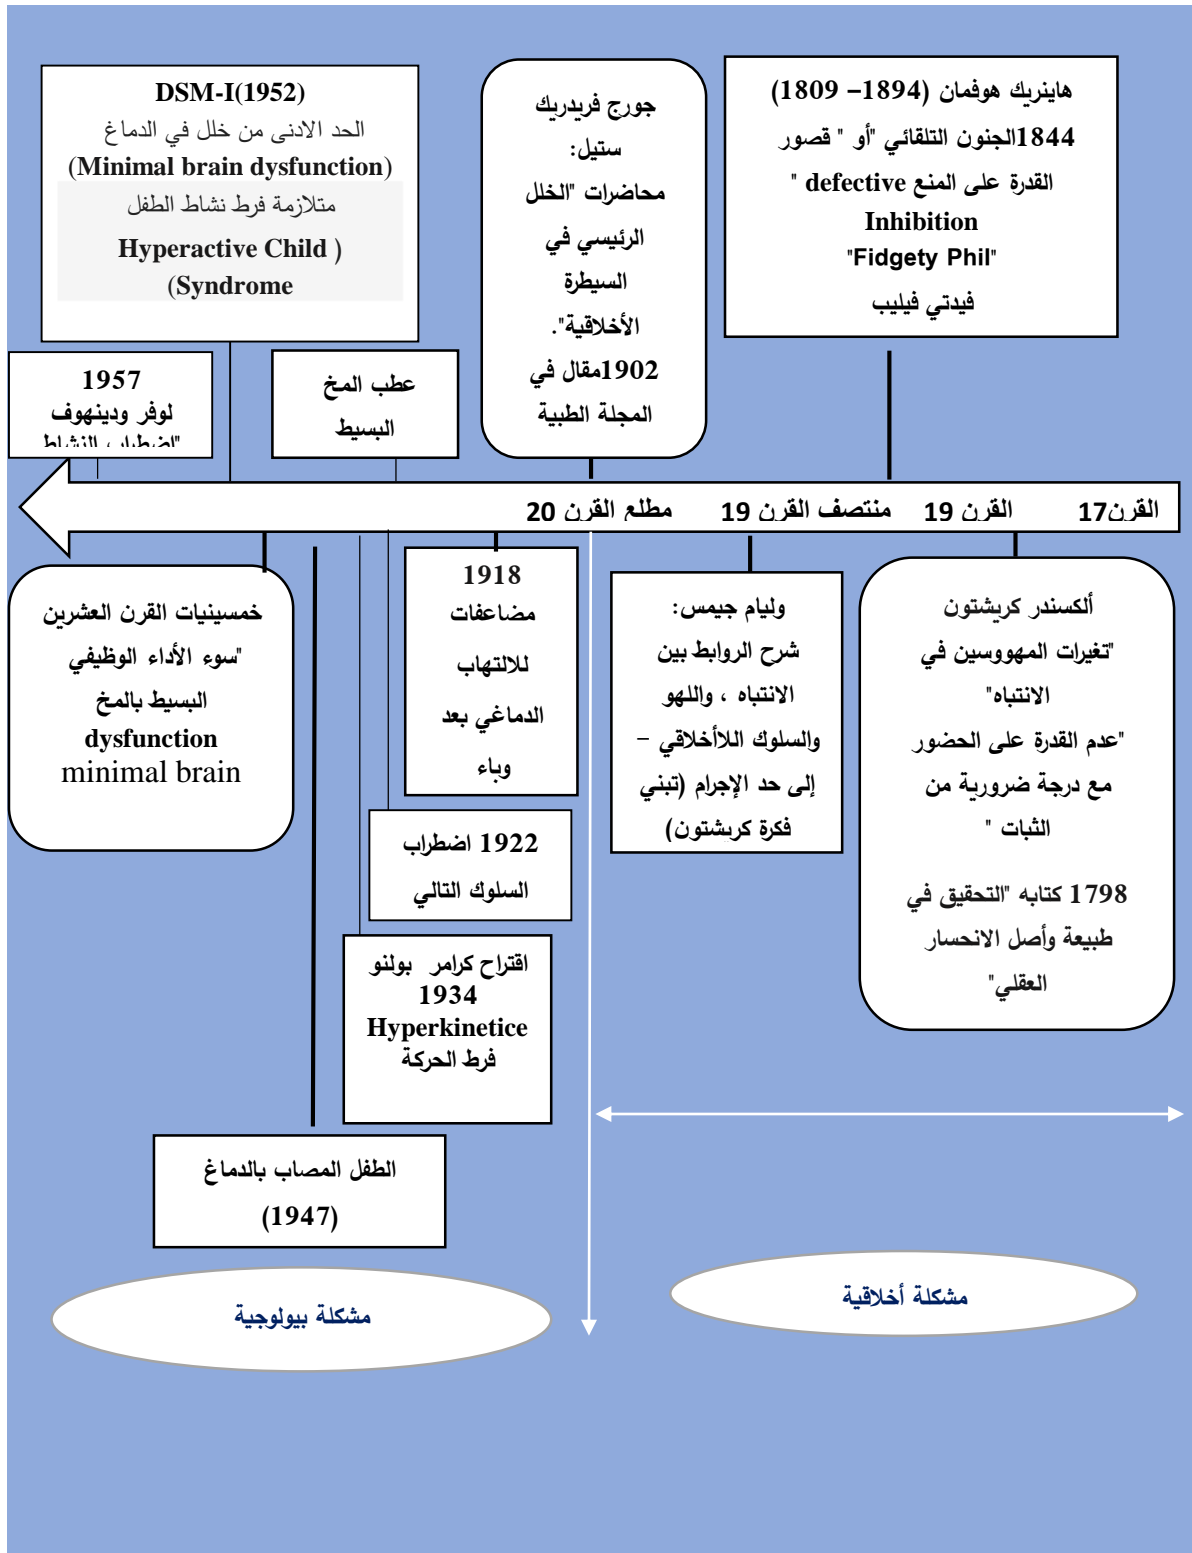 هاينريك هوفمان (1894– 1809)
1844الجنون التلقائي "أو " قصور
القدرة على المنع defective "
Inhibition
"Fidgety Phil"
فيدتي فيليب
جورج فريدريك
ستيل:
محاضرات "الخلل
الرئيسي في
السيطرة
الأخلاقية".
1902مقال في
المجلة الطبية
DSM-I(1952)
الحد الادنى من خلل في الدماغ
(Minimal brain dysfunction)
متلازمة فرط نشاط الطفل
Hyperactive Child )
(Syndrome
عطب المخ
البسيط
1957
لوفر ودينهوف
"اضطراب النشاط
القرن17
القرن 19
منتصف القرن 19
مطلع القرن 20
ألكسندر كريشتون
"تغيرات المهووسين في
الانتباه"
"عدم القدرة على الحضور
مع درجة ضرورية من
الثبات "
1798 كتابه "التحقيق في
طبيعة وأصل الانحسار
العقلي"
وليام جيمس:
شرح الروابط بين
الانتباه ، واللهو
والسلوك اللاأخلاقي –
إلى حد الإجرام (تبني
فكرة كريشتون)
1918
مضاعفات
للالتهاب
الدماغي بعد
وباء
1922 اضطراب
السلوك التالي
اقتراح كرامر بولنو
1934
Hyperkinetice
فرط الحركة
خمسينيات القرن العشرين
"سوء الأداء الوظيفي
البسيط بالمخ
dysfunction
minimal brain
الطفل المصاب بالدماغ
(1947)
مشكلة أخلاقية
مشكلة بيولوجية